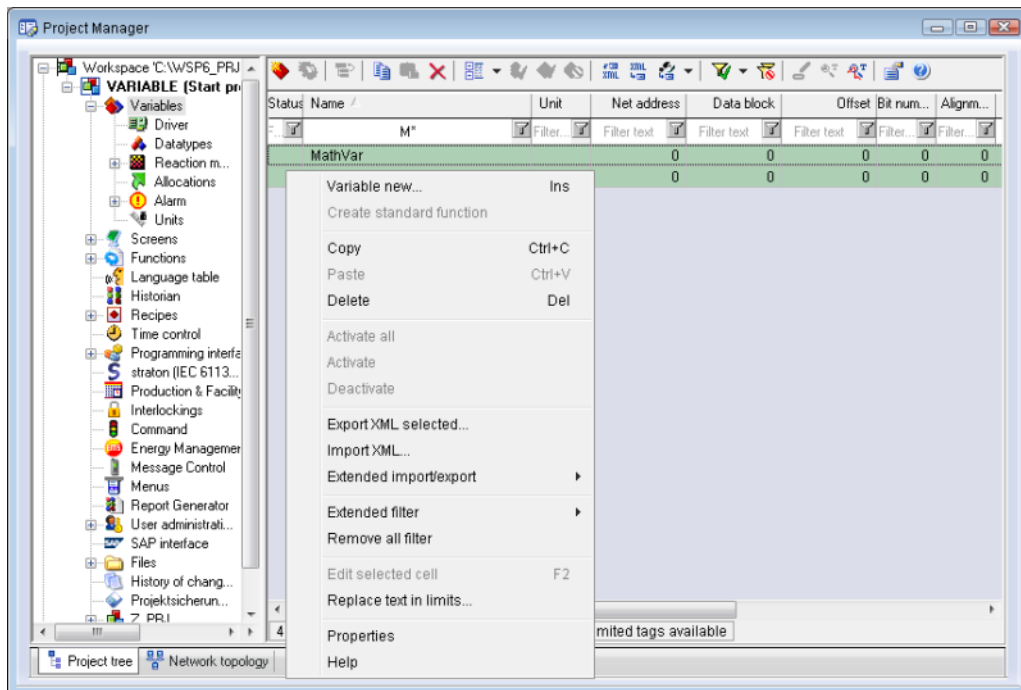 Project Manager
Workspace 'C:\WSP6_PRJ
VARIABLE (Start pr
Variables
Driver
Datatypes
Reaction m...
Allocations
Alarm
Units
Screens
Functions
Language table
Historian
Recipes
Time control
Programming interfa
straton (IEC 6113...
Production & Facility
Interlockings
Command
Energy Managemer
Message Control
Menus
Report Generator
User administrati...
SAP interface
Files
History of chang...
Projektsicherun...
Z_PRJ
Project tree
Network topology
Status Name Unit Net address Data block Offset Bit num... Alignm...
F... M* Filter... Filter text Filter text Filter text Filter... Filter...
MathVar 0 0 0 0 0
0 0 0 0 0
Variable new... Ins
Create standard function
Copy Ctrl+C
Paste Ctrl+V
Delete Del
Activate all
Activate
Deactivate
Export XML selected...
Import XML...
Extended import/export
Extended filter
Remove all filter
Edit selected cell F2
Replace text in limits...
Properties
Help
4
mited tags available